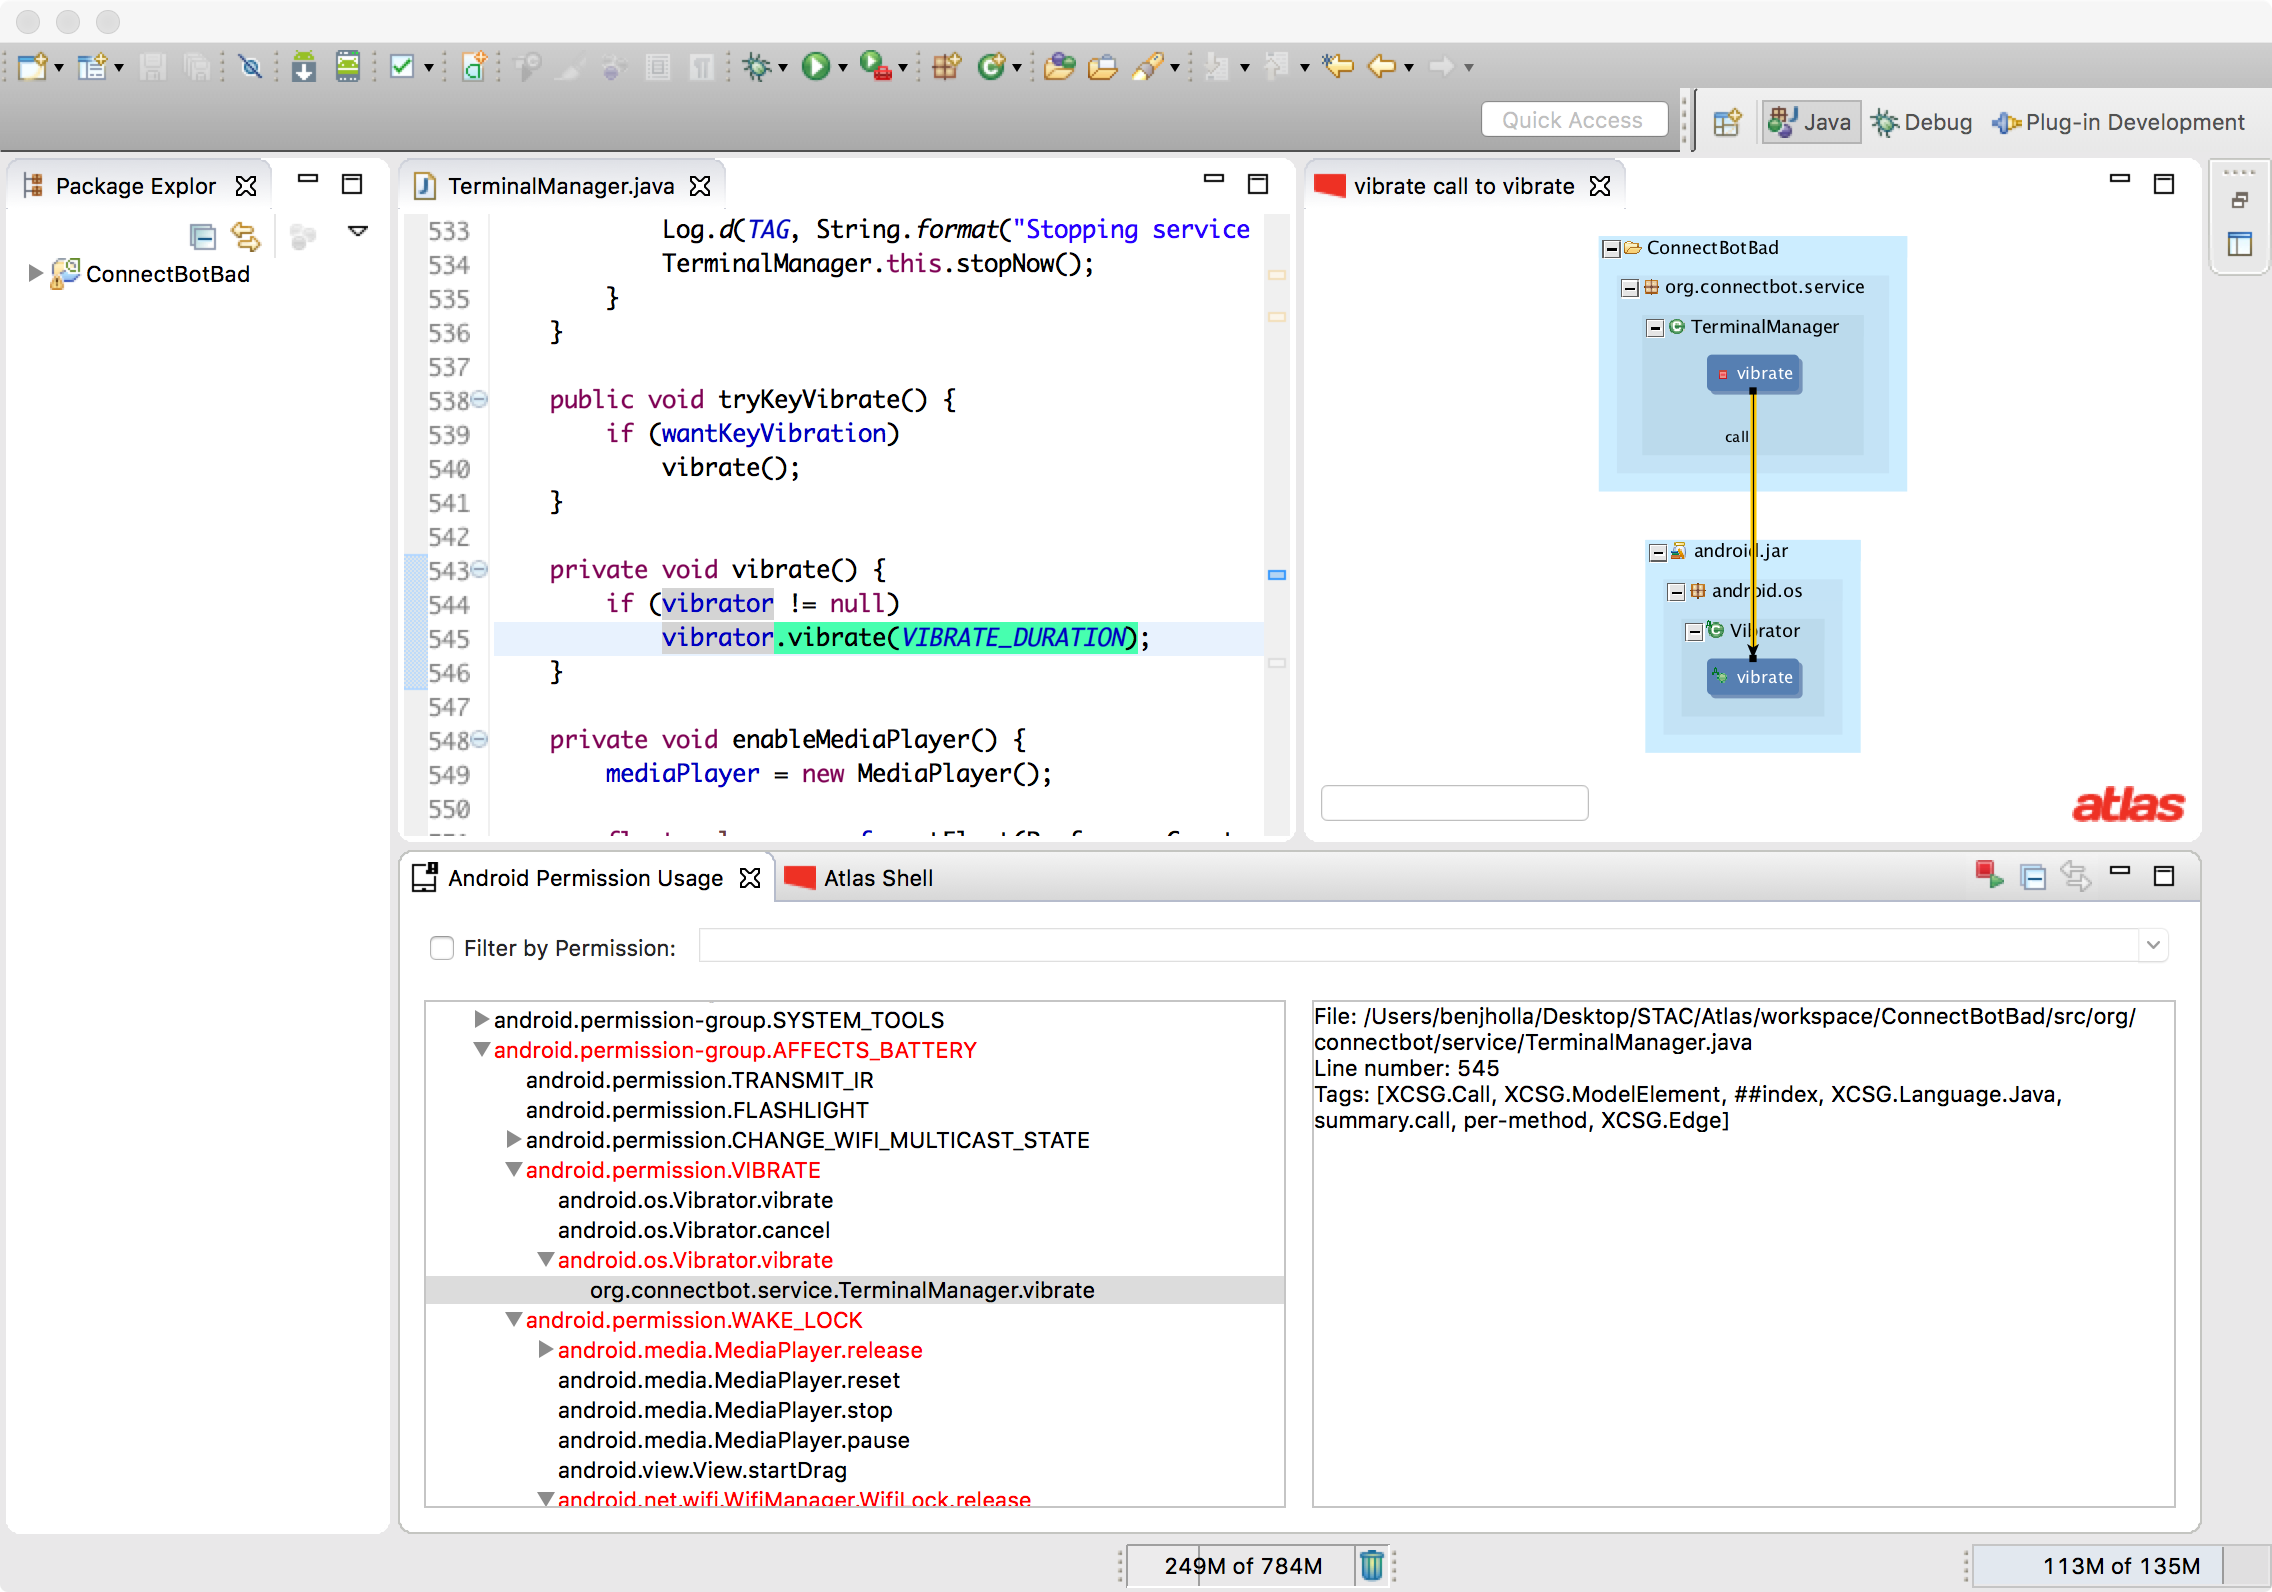 Quick Access
Java
Debug
Plug-in Development
Package Explor
ConnectBotBad
TerminalManager.java
533 Log.d(TAG, String.format("Stopping service
534 TerminalManager.this.stopNow();
535 }
536 }
537
538 public void tryKeyVibrate() {
539 if (wantKeyVibration)
540 vibrate();
541 }
542
543 private void vibrate() {
544 if (vibrator != null)
545 vibrator.vibrate(VIBRATE_DURATION);
546 }
547
548 private void enableMediaPlayer() {
549 mediaPlayer = new MediaPlayer();
550
vibrate call to vibrate
ConnectBotBad
org.connectbot.service
TerminalManager
vibrate
call
android.jar
android.os
Vibrator
vibrate
atlas
Android Permission Usage
Atlas Shell
Filter by Permission:
android.permission-group.SYSTEM_TOOLS
android.permission-group.AFFECTS_BATTERY
android.permission.TRANSMIT_IR
android.permission.FLASHLIGHT
android.permission.CHANGE_WIFI_MULTICAST_STATE
android.permission.VIBRATE
android.os.Vibrator.vibrate
android.os.Vibrator.cancel
android.os.Vibrator.vibrate
org.connectbot.service.TerminalManager.vibrate
android.permission.WAKE_LOCK
android.media.MediaPlayer.release
android.media.MediaPlayer.reset
android.media.MediaPlayer.stop
android.media.MediaPlayer.pause
android.view.View.startDrag
android.net.wifi.WifiManager.WifiLock.release
File: /Users/benjholla/Desktop/STAC/Atlas/workspace/ConnectBotBad/src/org/
connectbot/service/TerminalManager.java
Line number: 545
Tags: [XCSG.Call, XCSG.ModelElement, ##index, XCSG.Language.Java,
summary.call, per-method, XCSG.Edge]
249M of 784M
113M of 135M